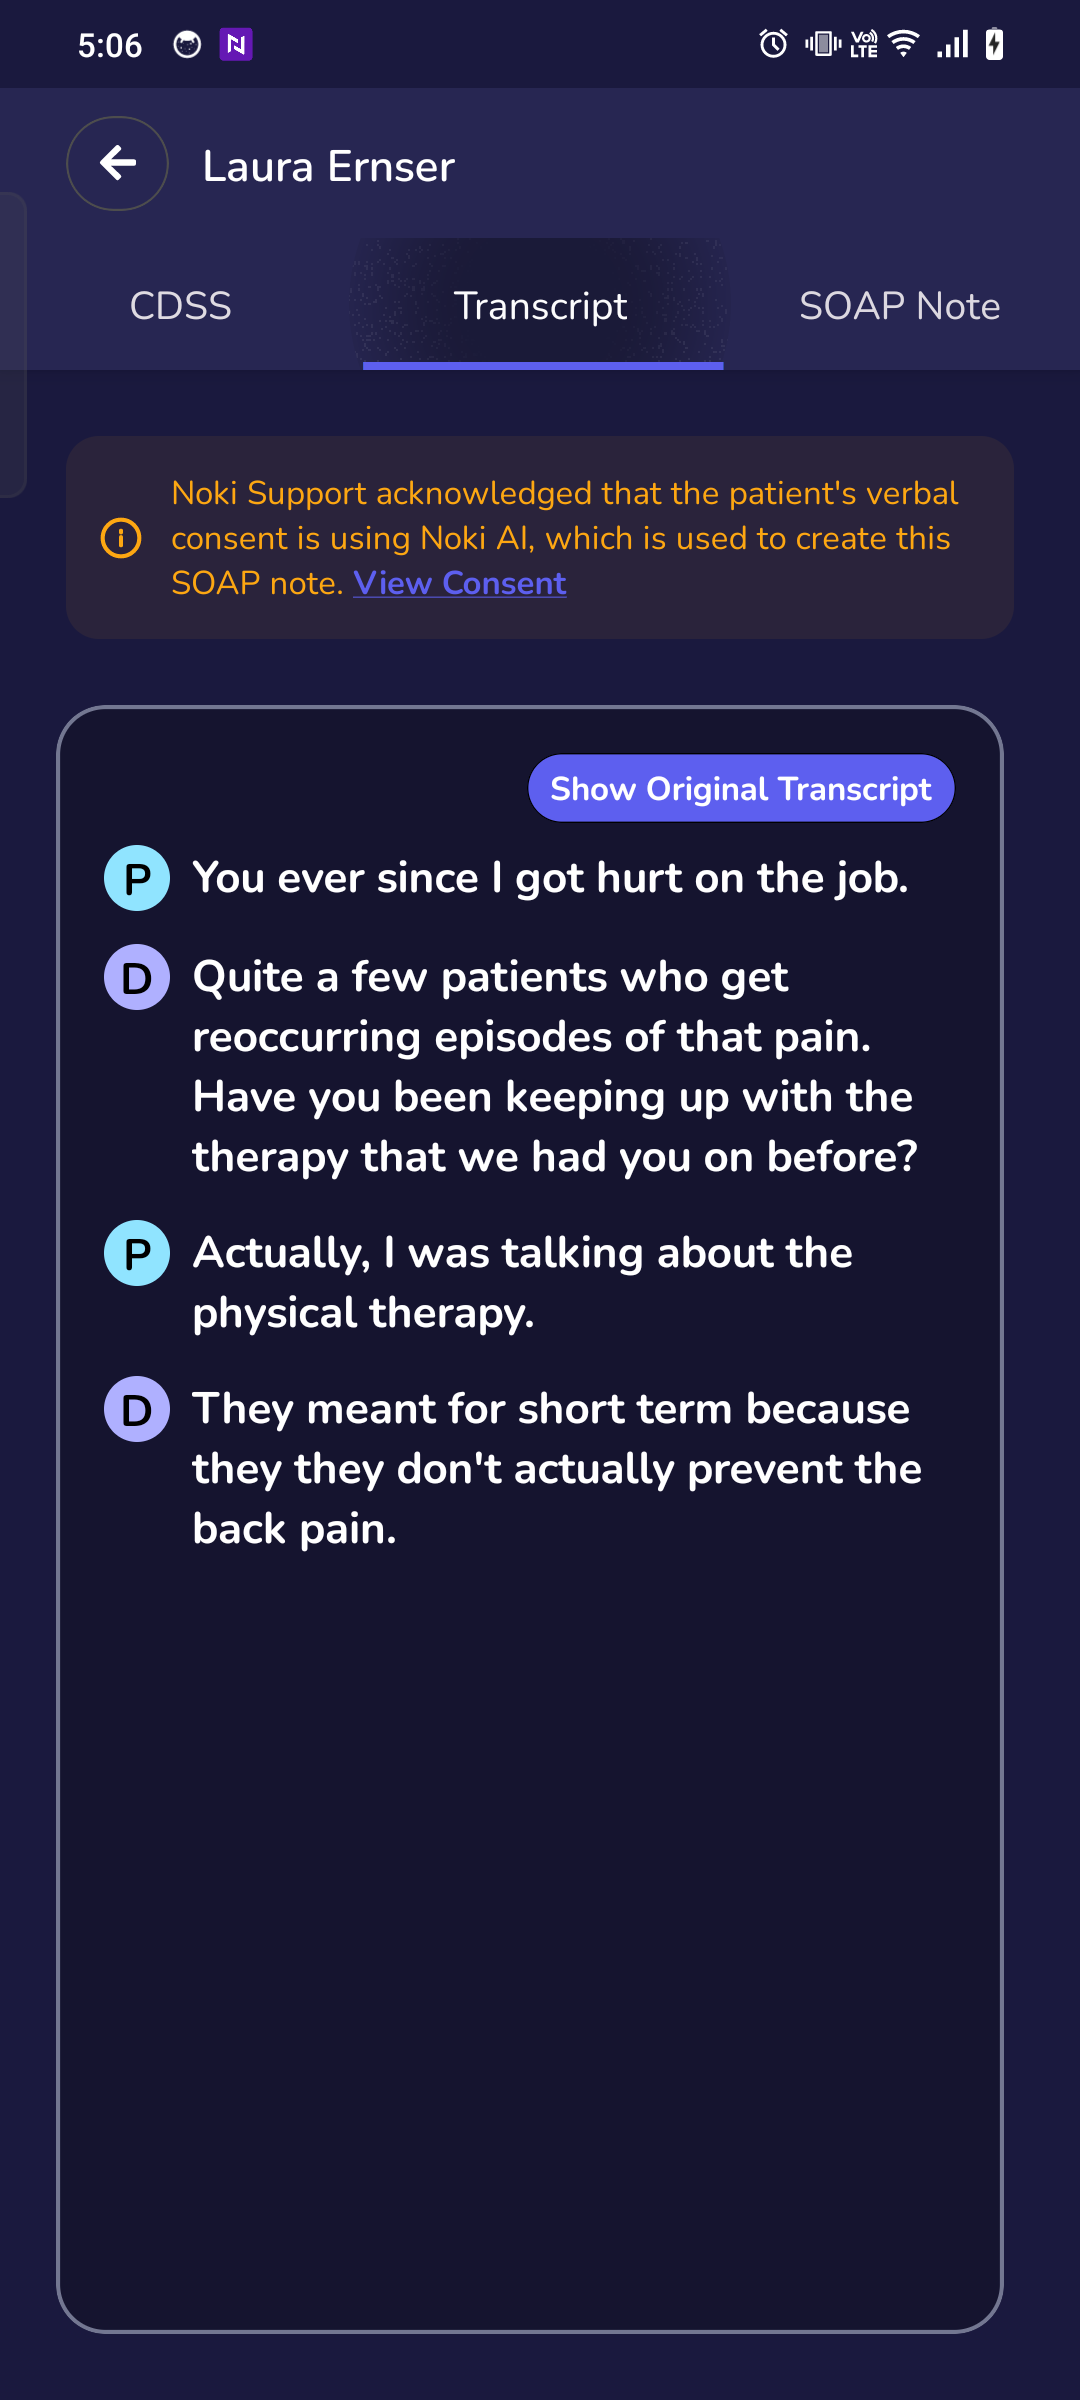 5:06
VoLTE
Laura Ernser
CDSS
Transcript
SOAP Note
Noki Support acknowledged that the patient's verbal
consent is using Noki AI, which is used to create this
SOAP note. View Consent
Show Original Transcript
P
You ever since I got hurt on the job.
D
Quite a few patients who get
reoccurring episodes of that pain.
Have you been keeping up with the
therapy that we had you on before?
P
Actually, I was talking about the
physical therapy.
D
They meant for short term because
they they don't actually prevent the
back pain.